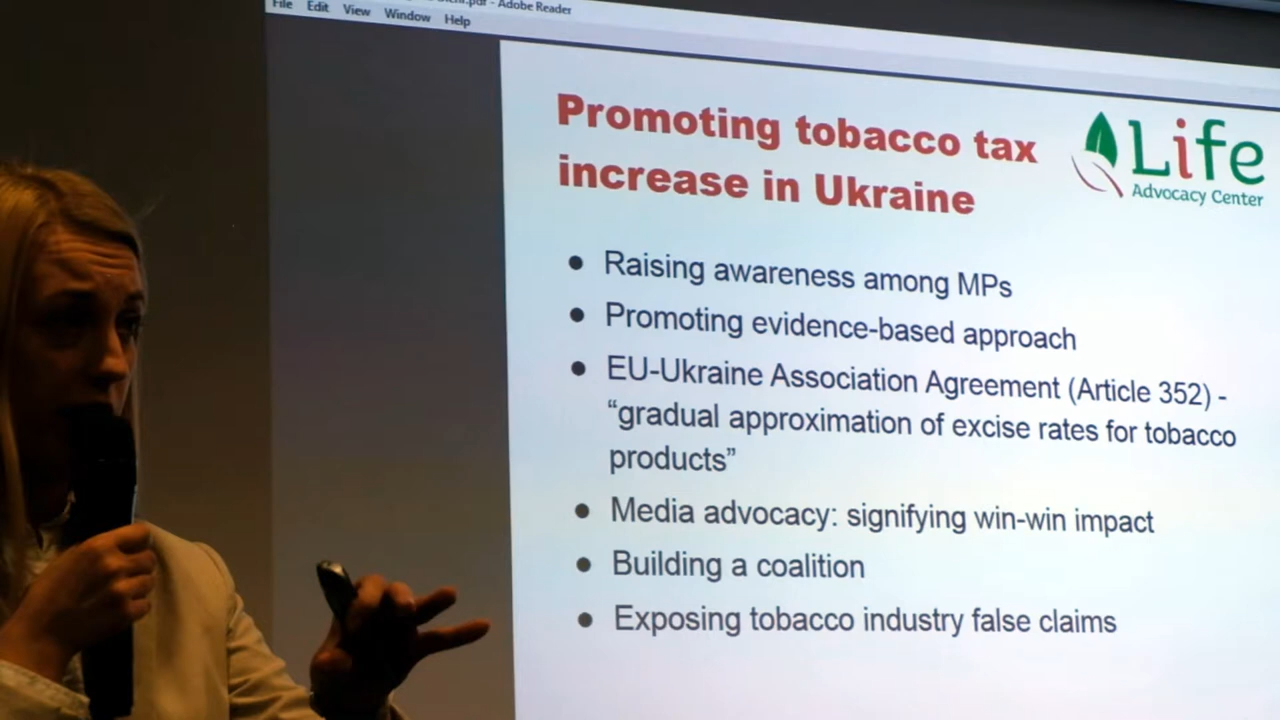 File Edit View Window Help
.pdf - Adobe Reader
Promoting tobacco tax
increase in Ukraine
Life
Advocacy Center
• Raising awareness among MPs
• Promoting evidence-based approach
• EU-Ukraine Association Agreement (Article 352) -
“gradual approximation of excise rates for tobacco
products”
• Media advocacy: signifying win-win impact
• Building a coalition
• Exposing tobacco industry false claims